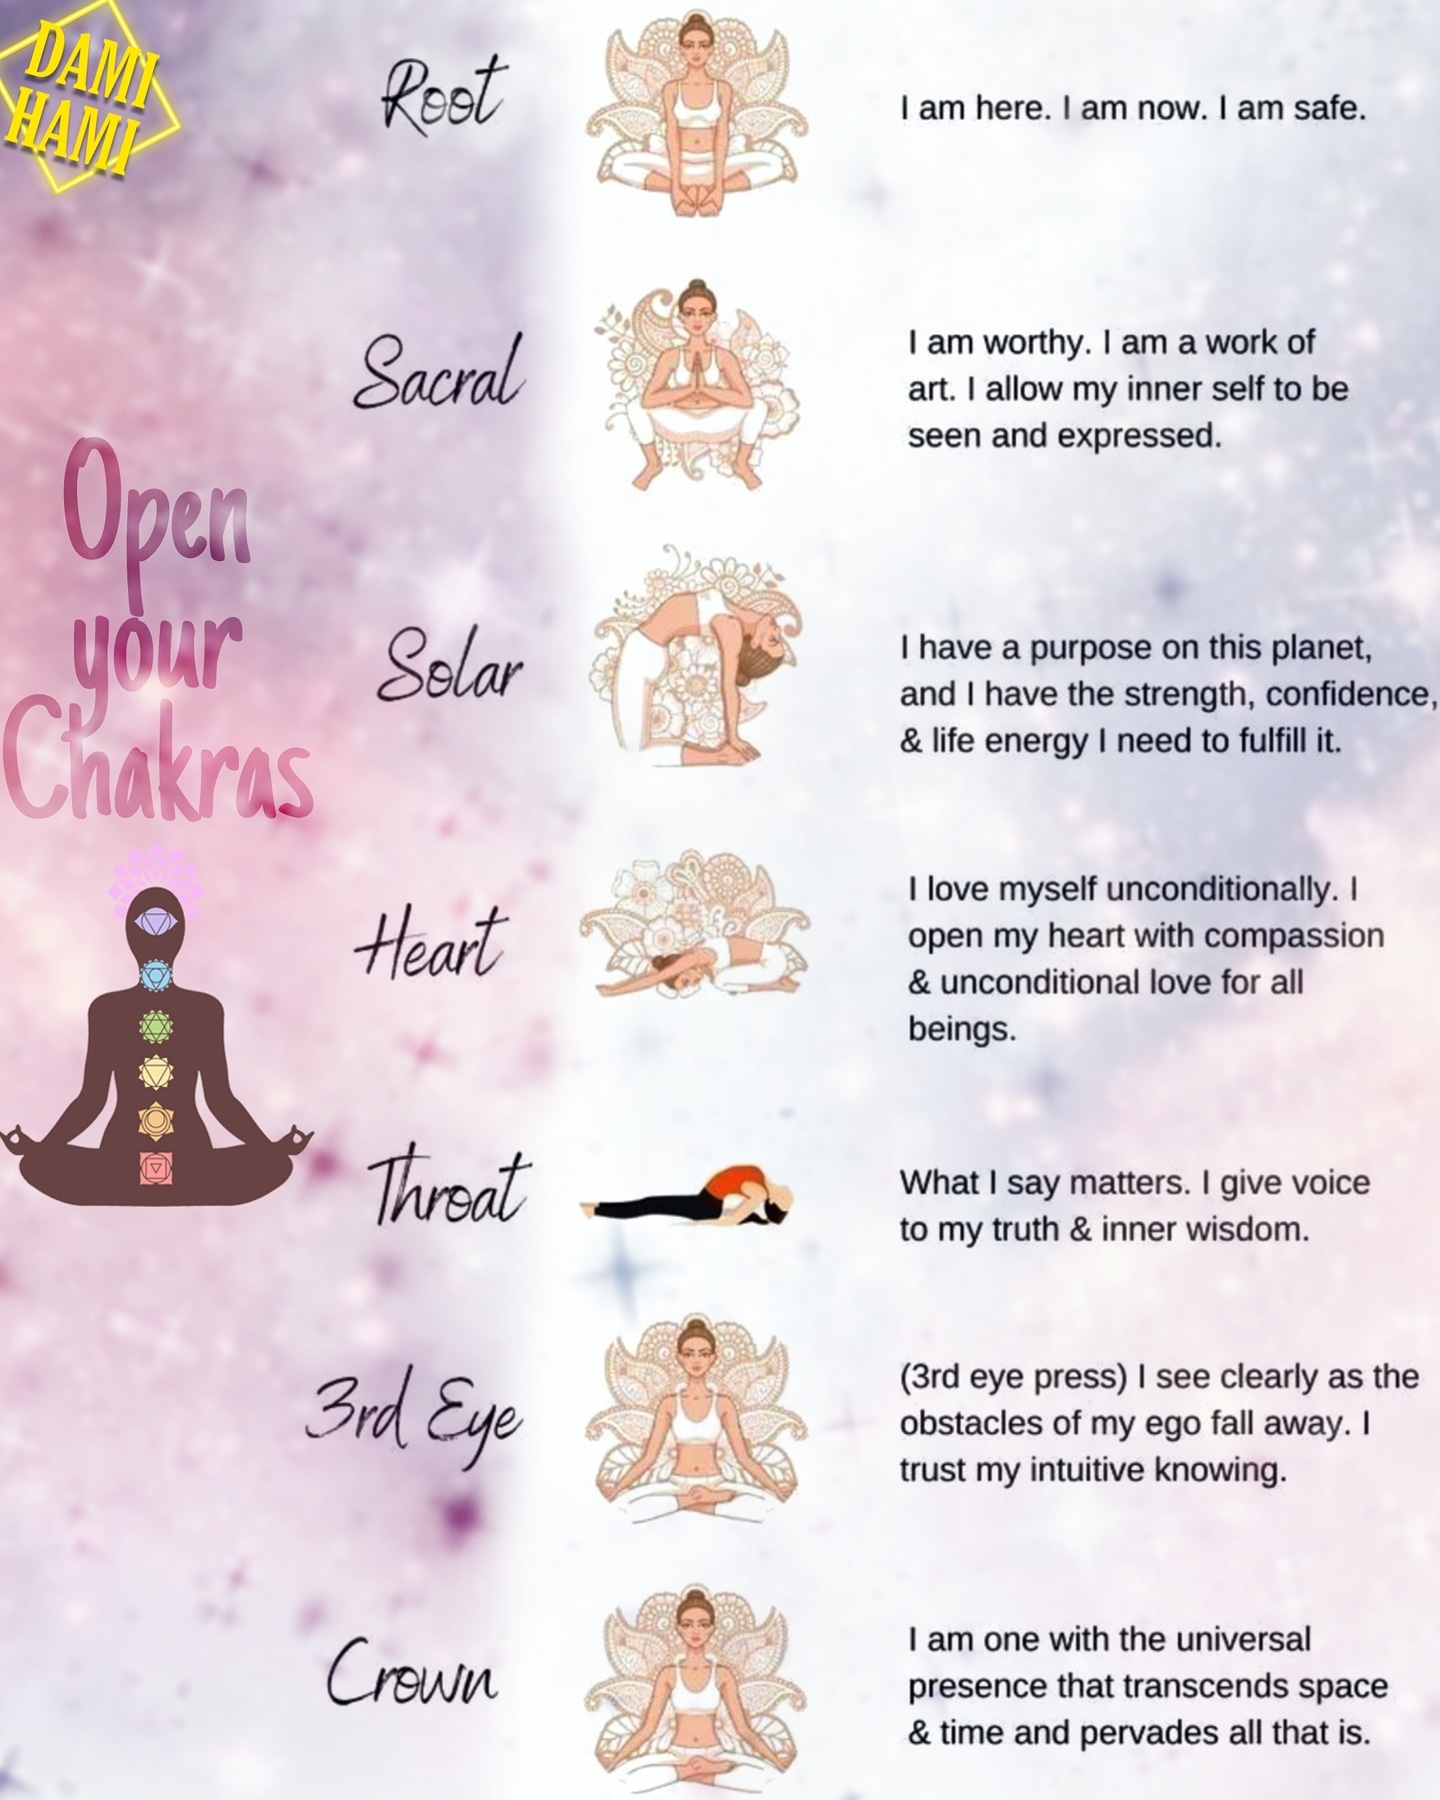 DAMI
HAMI
Open
your
Chakras
Root
I am here. I am now. I am safe.
Sacral
I am worthy. I am a work of
art. I allow my inner self to be
seen and expressed.
Solar
I have a purpose on this planet,
and I have the strength, confidence,
& life energy I need to fulfill it.
Heart
I love myself unconditionally. I
open my heart with compassion
& unconditional love for all
beings.
Throat
What I say matters. I give voice
to my truth & inner wisdom.
3rd Eye
(3rd eye press) I see clearly as the
obstacles of my ego fall away. I
trust my intuitive knowing.
Crown
I am one with the universal
presence that transcends space
& time and pervades all that is.